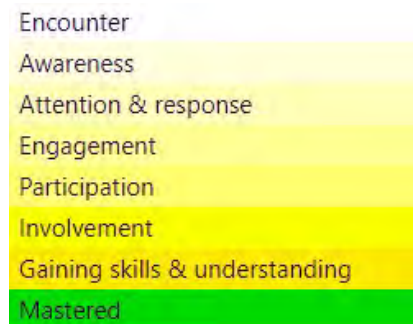 Encounter
Awareness
Attention & response
Engagement
Participation
Involvement
Gaining skills & understanding
Mastered